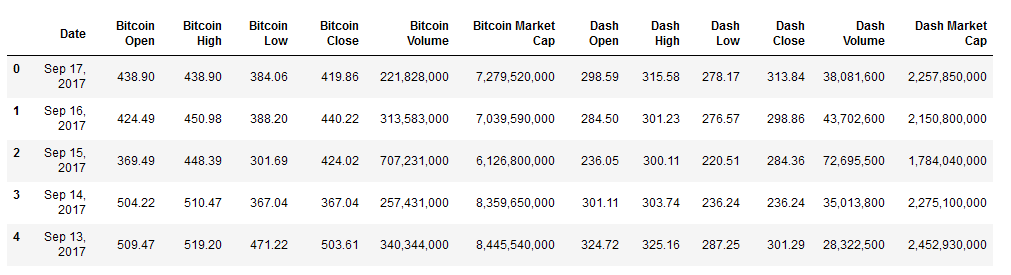 Date Bitcoin Open Bitcoin High Bitcoin Low Bitcoin Close Bitcoin Volume Bitcoin Market Cap Dash Open Dash High Dash Low Dash Close Dash Volume Dash Market Cap
0 Sep 17, 2017 438.90 438.90 384.06 419.86 221,828,000 7,279,520,000 298.59 315.58 278.17 313.84 38,081,600 2,257,850,000
1 Sep 16, 2017 424.49 450.98 388.20 440.22 313,583,000 7,039,590,000 284.50 301.23 276.57 298.86 43,702,600 2,150,800,000
2 Sep 15, 2017 369.49 448.39 301.69 424.02 707,231,000 6,126,800,000 236.05 300.11 220.51 284.36 72,695,500 1,784,040,000
3 Sep 14, 2017 504.22 510.47 367.04 367.04 257,431,000 8,359,650,000 301.11 303.74 236.24 236.24 35,013,800 2,275,100,000
4 Sep 13, 2017 509.47 519.20 471.22 503.61 340,344,000 8,445,540,000 324.72 325.16 287.25 301.29 28,322,500 2,452,930,000